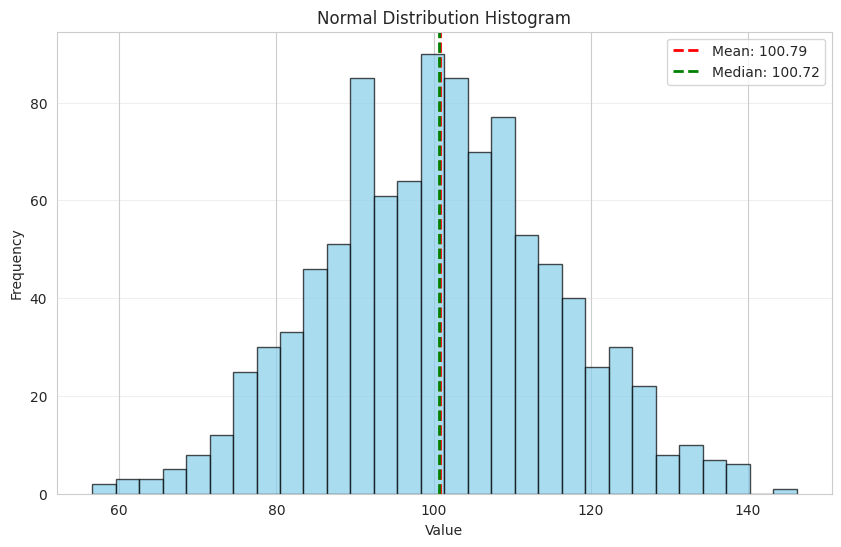 Normal Distribution Histogram
Mean: 100.79
Median: 100.72
Frequency
80
60
40
20
0
60 80 100 120 140
Value